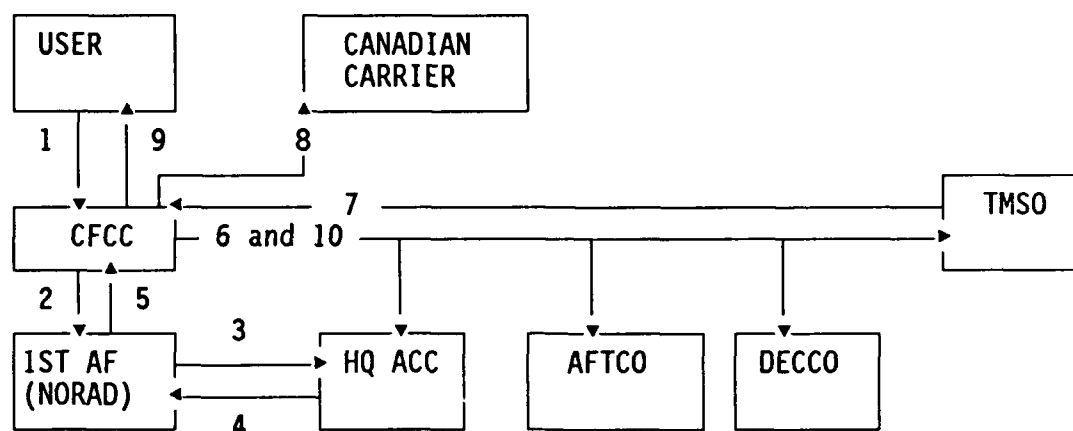 USER
CANADIAN
CARRIER
1
9
8
7
TMSO
CFCC
6 and 10
2
5
3
1ST AF
(NORAD)
HQ ACC
AFTCO
DECCO
4